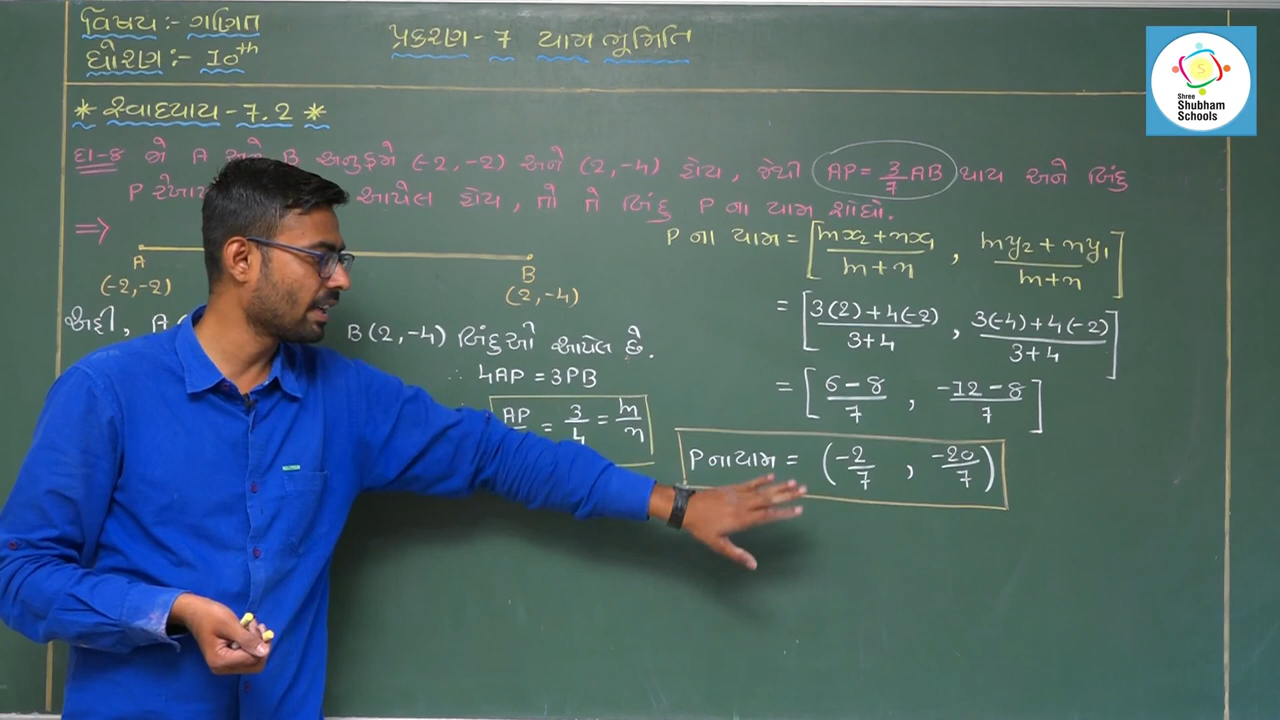 વિષય :- ગણિત
ધોરણ :- 10th
પ્રકરણ - 7 યામ ભૂમિતિ
* સ્વાધ્યાય - 7.2 *
દા-8 જો A અને B અનુક્રમે (-2, -2) અને (2, -4) હોય, જેથી AP = 3/7 AB થાય અને બિંદુ
P રેખા આપેલ હોય, તો તે બિંદુ P ના યામ શોધો.
⇒
A
B
(-2, -2)
(2, -4)
અહીં, A( B(2, -4) બિંદુઓ આપેલ છે.
∴ 4AP = 3PB
AP = 3/4 = m/n
P ના યામ = [(mx₂ + nx₁)/(m + n) , (my₂ + ny₁)/(m + n)]
= [(3(2) + 4(-2))/(3 + 4) , (3(-4) + 4(-2))/(3 + 4)]
= [(6 - 8)/7 , (-12 - 8)/7]
P ના યામ = (-2/7 , -20/7)
S
Shree
Shubham
Schools